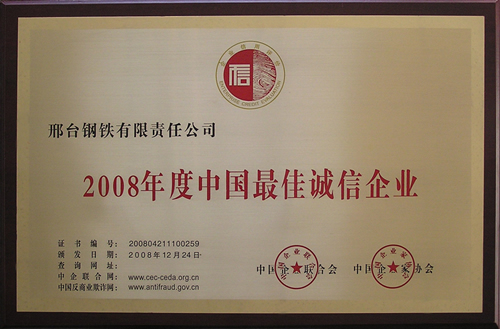 邢台钢铁有限责任公司
2008年度中国最佳诚信企业
证书编号: 200804211100259
颁发日期: 2008年12月24日
查询网址:
中企联合网: www.cec-ceda.org.cn
中国反商业欺诈网: www.antifraud.gov.cn
中国企业联合会 中国企业家协会